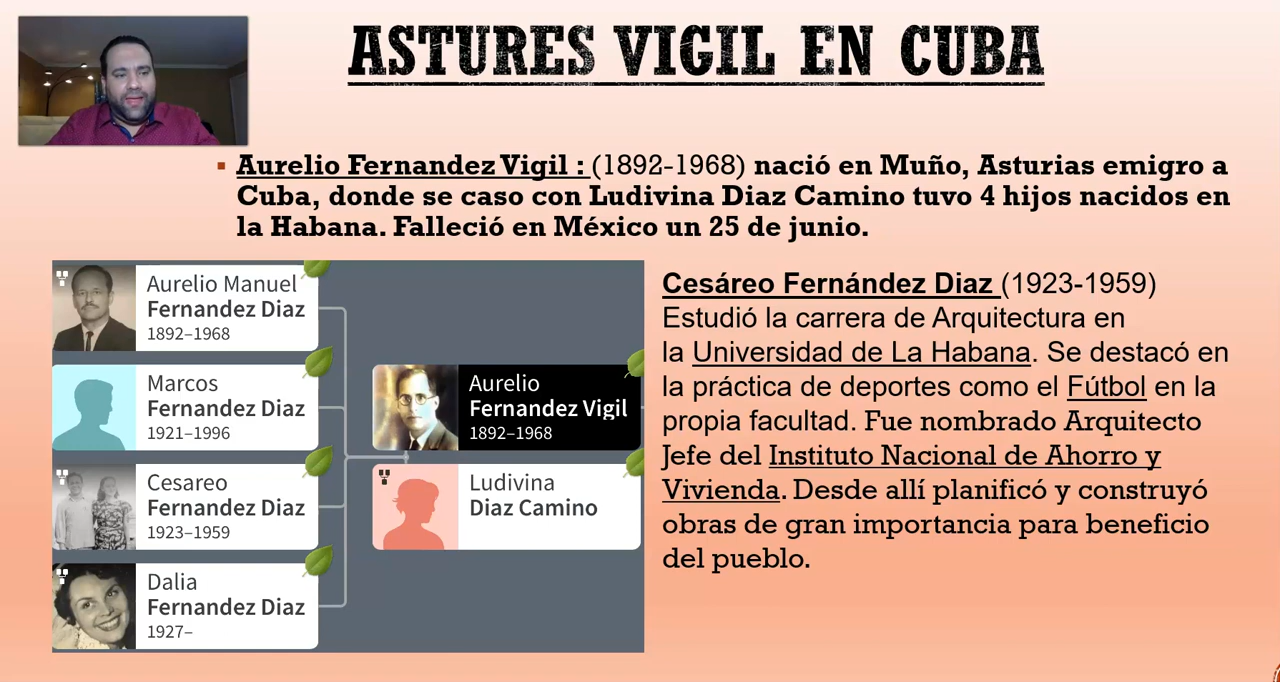 ASTURES VIGIL EN CUBA
▪ Aurelio Fernandez Vigil : (1892-1968) nació en Muño, Asturias emigro a
Cuba, donde se caso con Ludivina Diaz Camino tuvo 4 hijos nacidos en
la Habana. Falleció en México un 25 de junio.
Aurelio Manuel
Fernandez Diaz
1892–1968
Marcos
Fernandez Diaz
1921–1996
Cesareo
Fernandez Diaz
1923–1959
Dalia
Fernandez Diaz
1927–
Aurelio
Fernandez Vigil
1892–1968
Ludivina
Diaz Camino
Cesáreo Fernández Diaz (1923-1959)
Estudió la carrera de Arquitectura en
la Universidad de La Habana. Se destacó en
la práctica de deportes como el Fútbol en la
propia facultad. Fue nombrado Arquitecto
Jefe del Instituto Nacional de Ahorro y
Vivienda. Desde allí planificó y construyó
obras de gran importancia para beneficio
del pueblo.